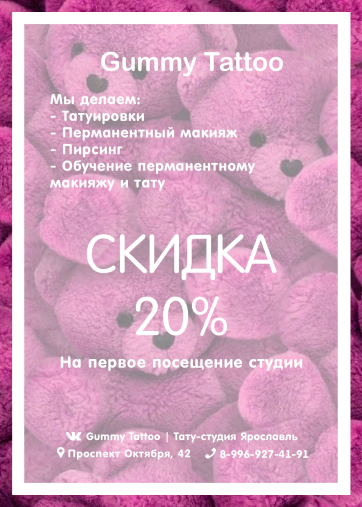 Gummy Tattoo
Мы делаем:
- Татуировки
- Перманентный макияж
- Пирсинг
- Обучение перманентному
макияжу и тату
СКИДКА
20%
На первое посещение студии
Gummy Tattoo | Тату-студия Ярославль
Проспект Октября, 42 8-996-927-41-91